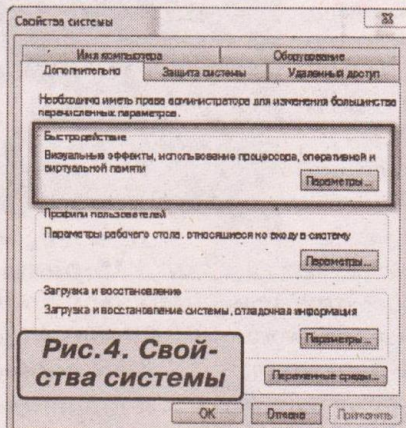 Свойства системы
Имя компьютера
Оборудование
Дополнительно
Защита системы
Удаленный доступ
Необходимо иметь права администратора для изменения большинства
перечисленных параметров.
Быстродействие
Визуальные эффекты, использование процессора, оперативной и
виртуальной памяти
Параметры...
Профили пользователей
Параметры рабочего стола, относящиеся ко входу в систему
Параметры...
Загрузка и восстановление
Загрузка и восстановление системы, отладочная информация
Параметры...
Рис.4. Свой-
ства системы
Переменные среды...
ОК
Отмена
Применить